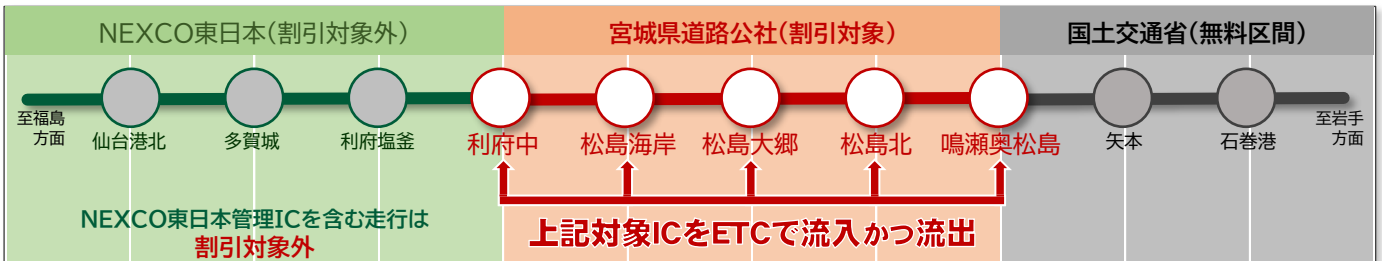 NEXCO東日本(割引対象外)
宮城県道路公社(割引対象)
国土交通省(無料区間)
至福島
方面
仙台港北
多賀城
利府塩釜
利府中
松島海岸
松島大郷
松島北
鳴瀬奥松島
矢本
石巻港
至岩手
方面
NEXCO東日本管理ICを含む走行は
割引対象外
上記対象ICをETCで流入かつ流出